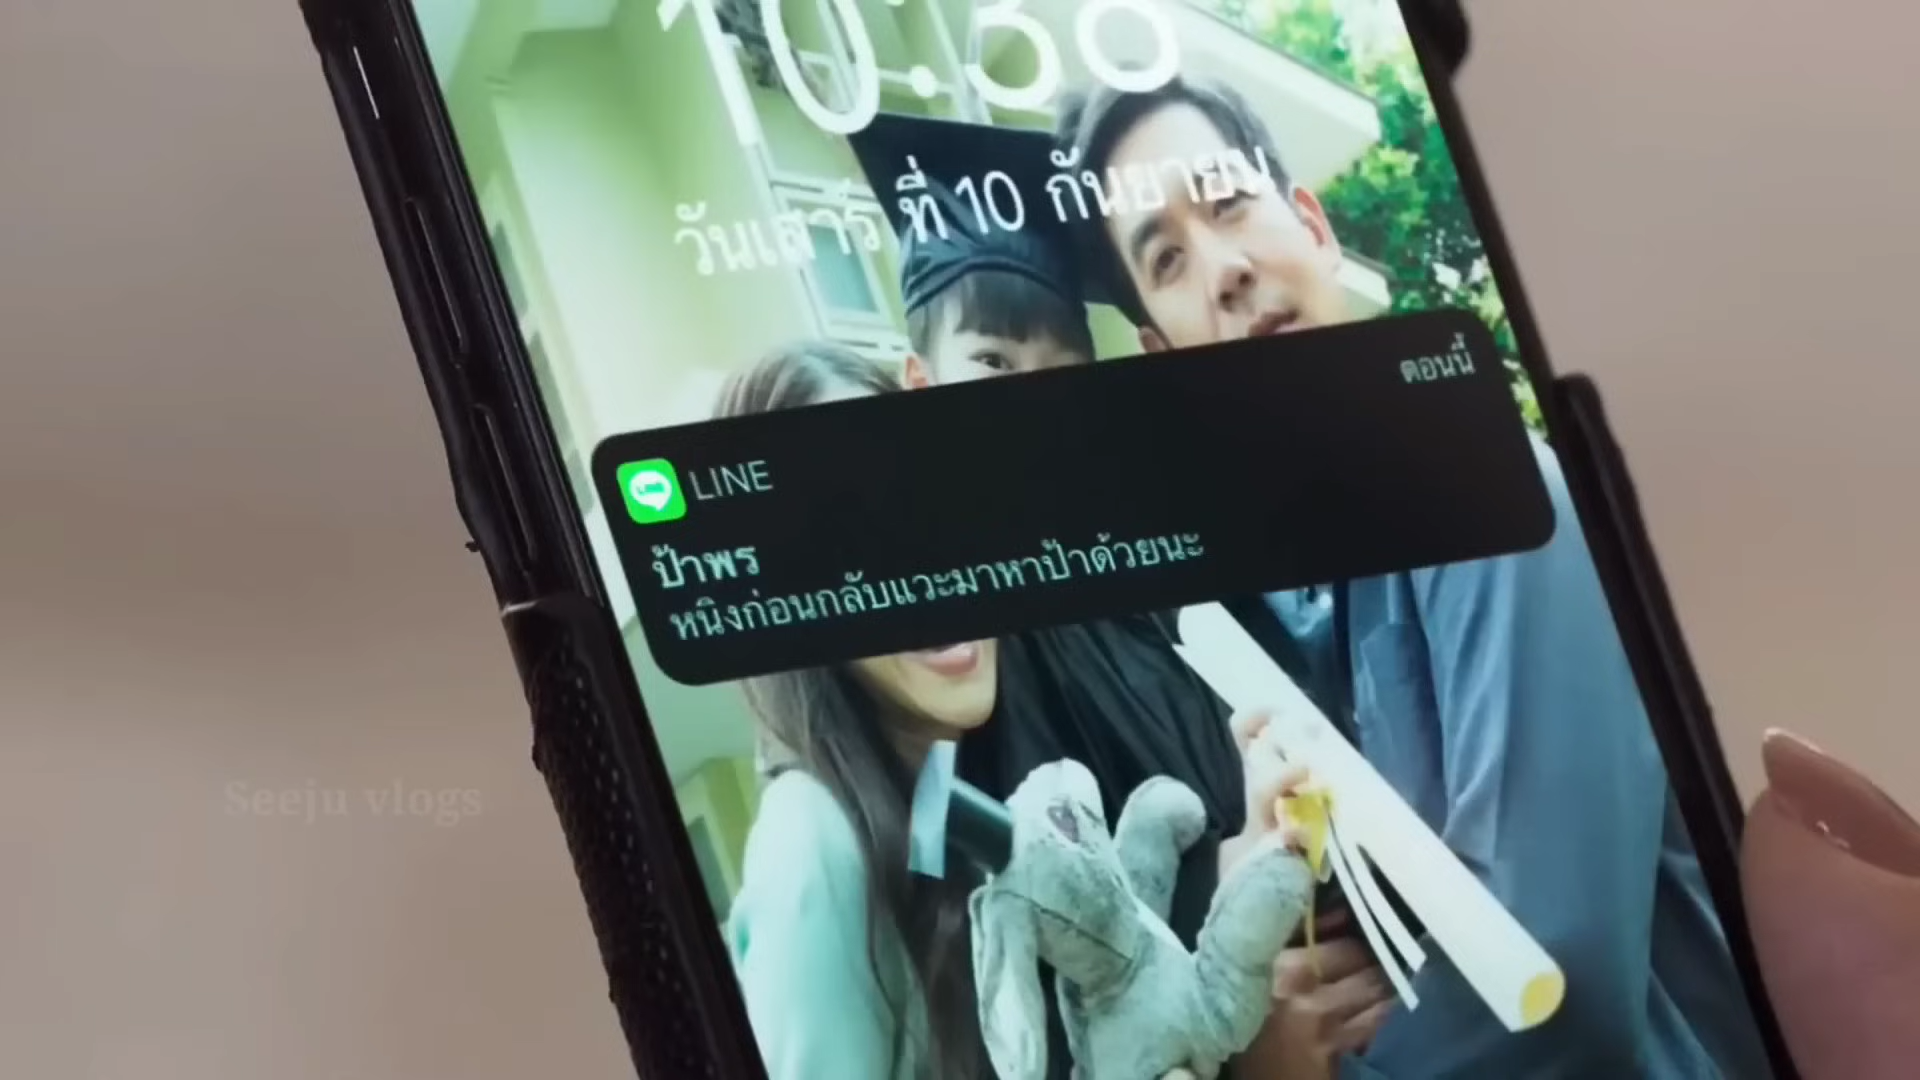 10:38
วันเสาร์ ที่ 10 กันยายน
ตอนนี้
LINE
ป้าพร
หนิงก่อนกลับแวะมาหาป้าด้วยนะ
Seeju vlogs